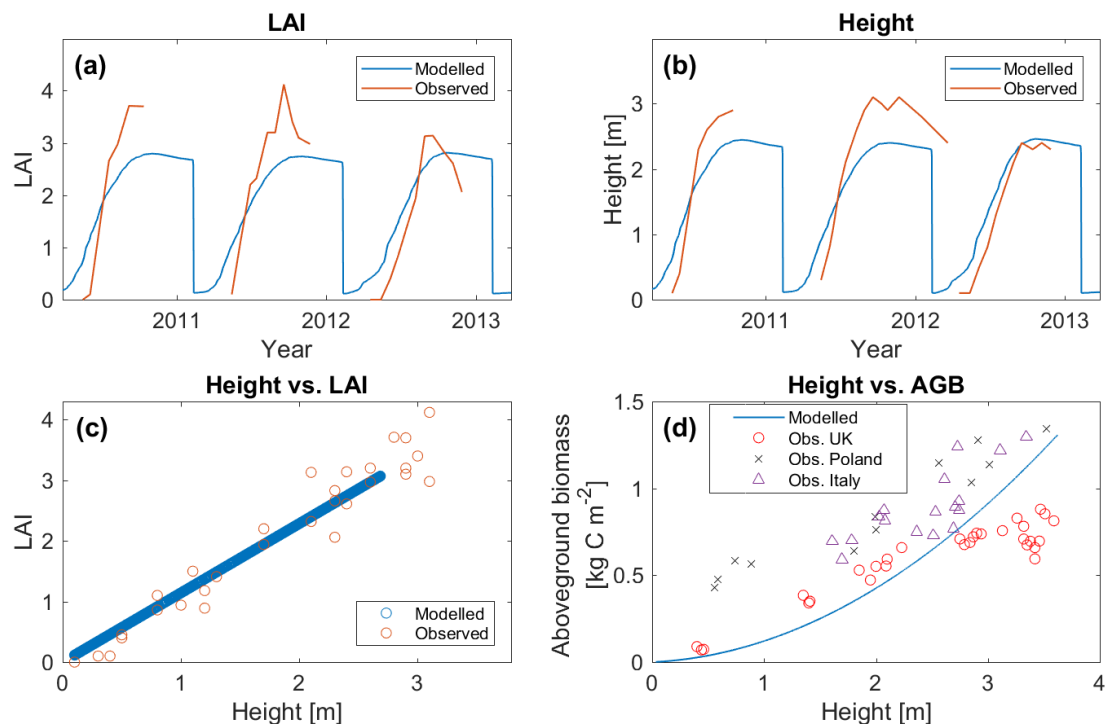 LAI
(a)
Modelled
Observed
LAI
4
3
2
1
0
2011
2012
2013
Year
Height
(b)
Modelled
Observed
Height [m]
3
2
1
0
2011
2012
2013
Year
Height vs. LAI
(c)
Modelled
Observed
LAI
4
3
2
1
0
0
1
2
3
Height [m]
Height vs. AGB
(d)
Modelled
Obs. UK
Obs. Poland
Obs. Italy
Aboveground biomass
[kg C m⁻²]
1.5
1
0.5
0
0
1
2
3
4
Height [m]